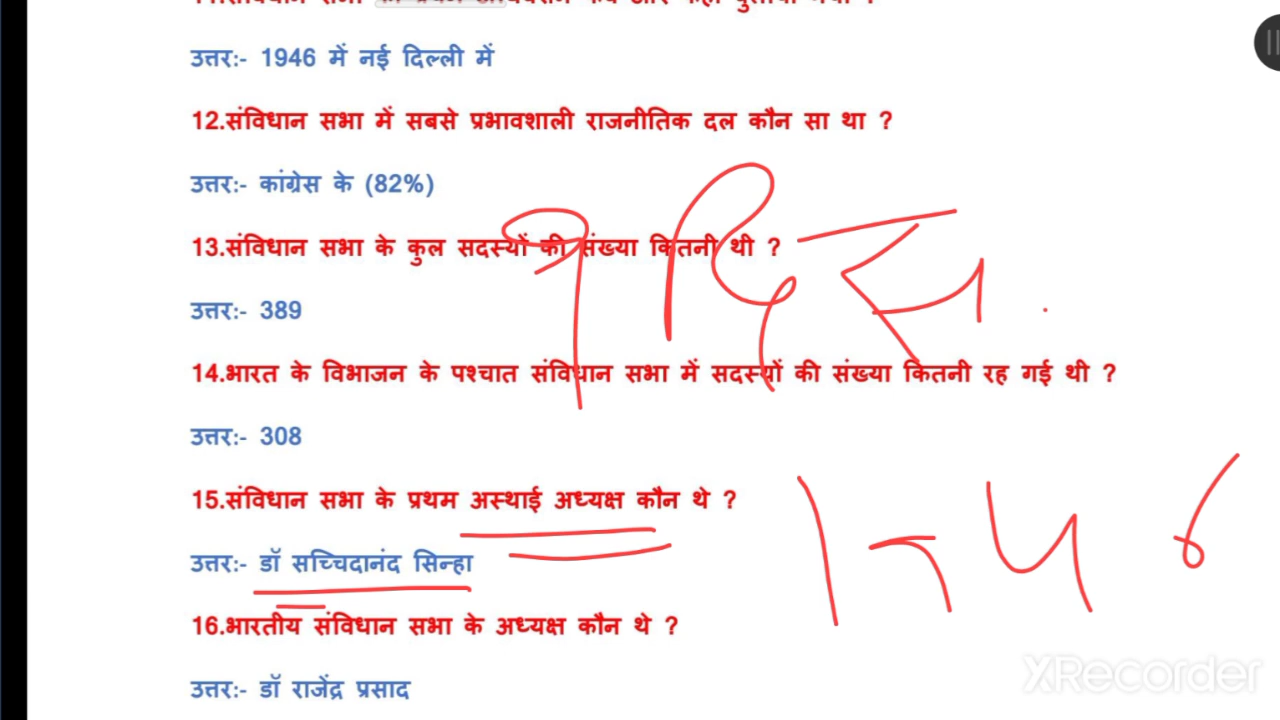 उत्तर:- 1946 में नई दिल्ली में
12.संविधान सभा में सबसे प्रभावशाली राजनीतिक दल कौन सा था ?
उत्तर:- कांग्रेस के (82%)
13.संविधान सभा के कुल सदस्यों की संख्या कितनी थी ?
उत्तर:- 389
14.भारत के विभाजन के पश्चात संविधान सभा में सदस्यों की संख्या कितनी रह गई थी ?
उत्तर:- 308
15.संविधान सभा के प्रथम अस्थाई अध्यक्ष कौन थे ?
उत्तर:- डॉ सच्चिदानंद सिन्हा
16.भारतीय संविधान सभा के अध्यक्ष कौन थे ?
XRecorder
उत्तर:- डॉ राजेंद्र प्रसाद